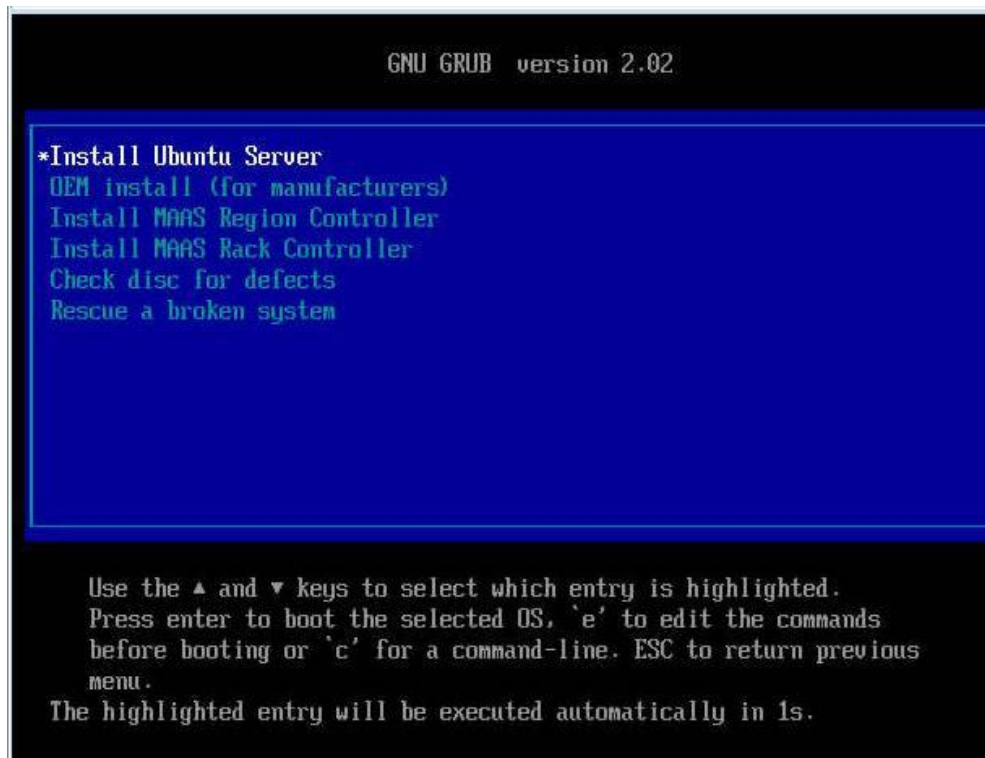 GNU GRUB version 2.02
*Install Ubuntu Server
OEM install (for manufacturers)
Install MAAS Region Controller
Install MAAS Rack Controller
Check disc for defects
Rescue a broken system
Use the ▲ and ▼ keys to select which entry is highlighted.
Press enter to boot the selected OS, `e' to edit the commands
before booting or `c' for a command-line. ESC to return previous
menu.
The highlighted entry will be executed automatically in 1s.